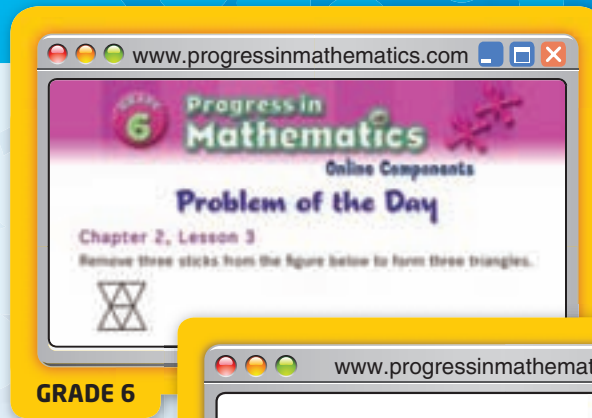 www.progressinmathematics.com
GRADE
6
Progress in
Mathematics
Online Components
Problem of the Day
Chapter 2, Lesson 3
Remove three sticks from the figure below to form three triangles.
GRADE 6
www.progressinmathemat